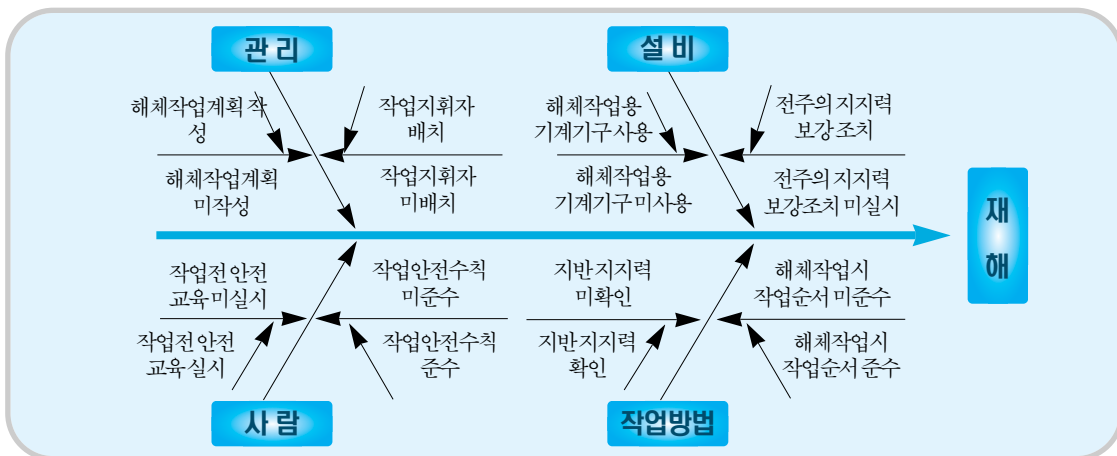 관 리
설 비
해체작업계획 작
성
작업지휘자
배치
해체작업용
기계기구 사용
전주의 지지력
보강 조치
해체작업계획
미작성
작업지휘자
미배치
해체작업용
기계기구 미사용
전주의 지지력
보강조치 미실시
재
해
작업전 안전
교육 미실시
작업안전수칙
미준수
지반 지지력
미확인
해체작업시
작업순서 미준수
작업전 안전
교육 실시
작업안전수칙
준수
지반 지지력
확인
해체작업시
작업순서 준수
사 람
작업방법